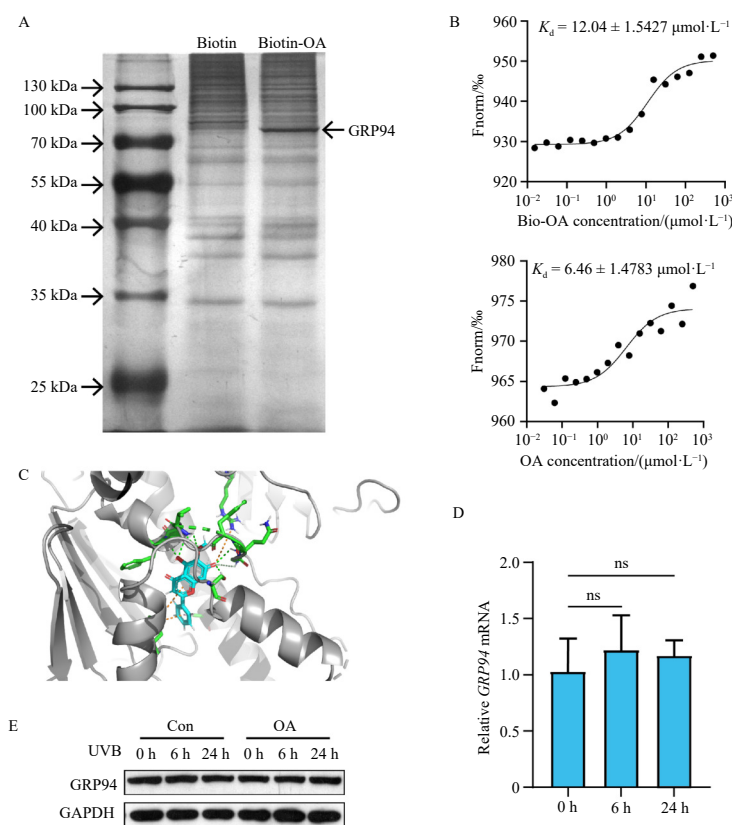 A
Biotin Biotin-OA
130 kDa
100 kDa
70 kDa
55 kDa
40 kDa
35 kDa
25 kDa
GRP94
B
Kd = 12.04 ± 1.5427 μmol·L⁻¹
Fnorm/‰
960
950
940
930
920
10⁻² 10⁻¹ 10⁰ 10¹ 10² 10³
Bio-OA concentration/(μmol·L⁻¹)
Kd = 6.46 ± 1.4783 μmol·L⁻¹
Fnorm/‰
980
975
970
965
960
10⁻² 10⁻¹ 10⁰ 10¹ 10² 10³
OA concentration/(μmol·L⁻¹)
C
D
Relative GRP94 mRNA
2.0
1.5
1.0
0.5
0
ns
ns
0 h 6 h 24 h
E
Con OA
UVB 0 h 6 h 24 h 0 h 6 h 24 h
GRP94
GAPDH